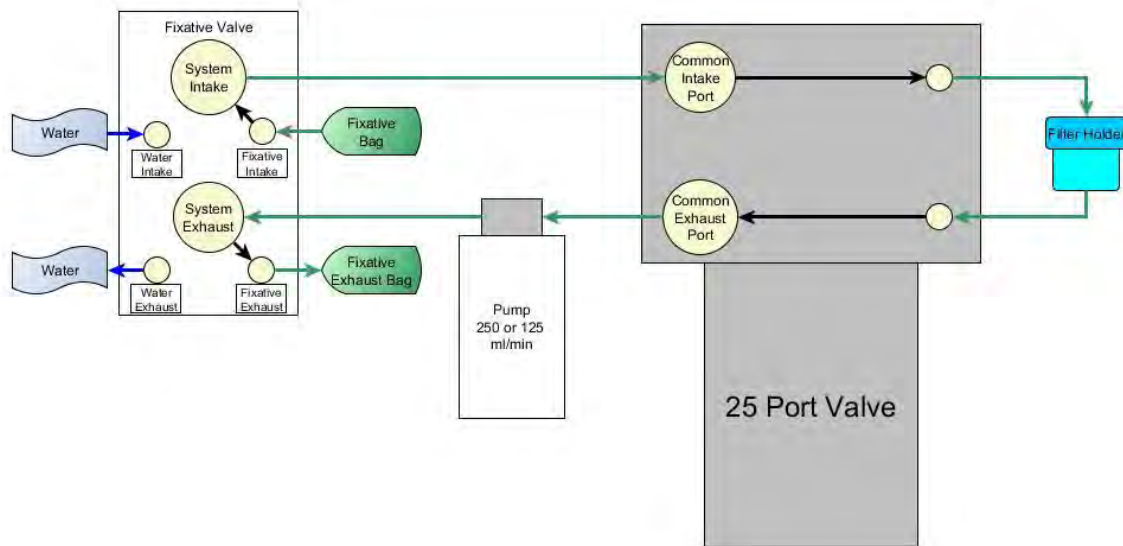 Fixative Valve
System
Intake
Water
Water
Intake
Fixative
Intake
Fixative
Bag
System
Exhaust
Water
Water
Exhaust
Fixative
Exhaust
Fixative
Exhaust Bag
Pump
250 or 125
ml/min
Common
Intake
Port
Common
Exhaust
Port
Filter Holder
25 Port Valve